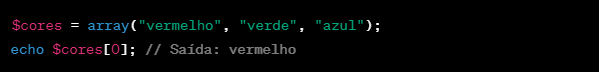 $cores = array("vermelho", "verde", "azul");
echo $cores[0]; // Saída: vermelho